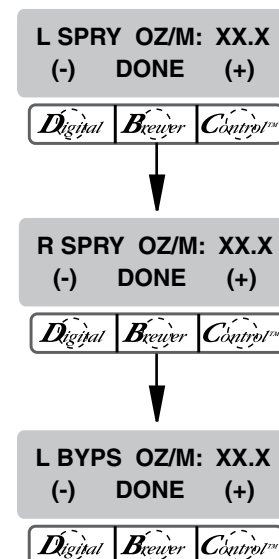 L SPRY OZ/M: XX.X
(-) DONE (+)
Digital Brewer Control™
R SPRY OZ/M: XX.X
(-) DONE (+)
Digital Brewer Control™
L BYPS OZ/M: XX.X
(-) DONE (+)
Digital Brewer Control™